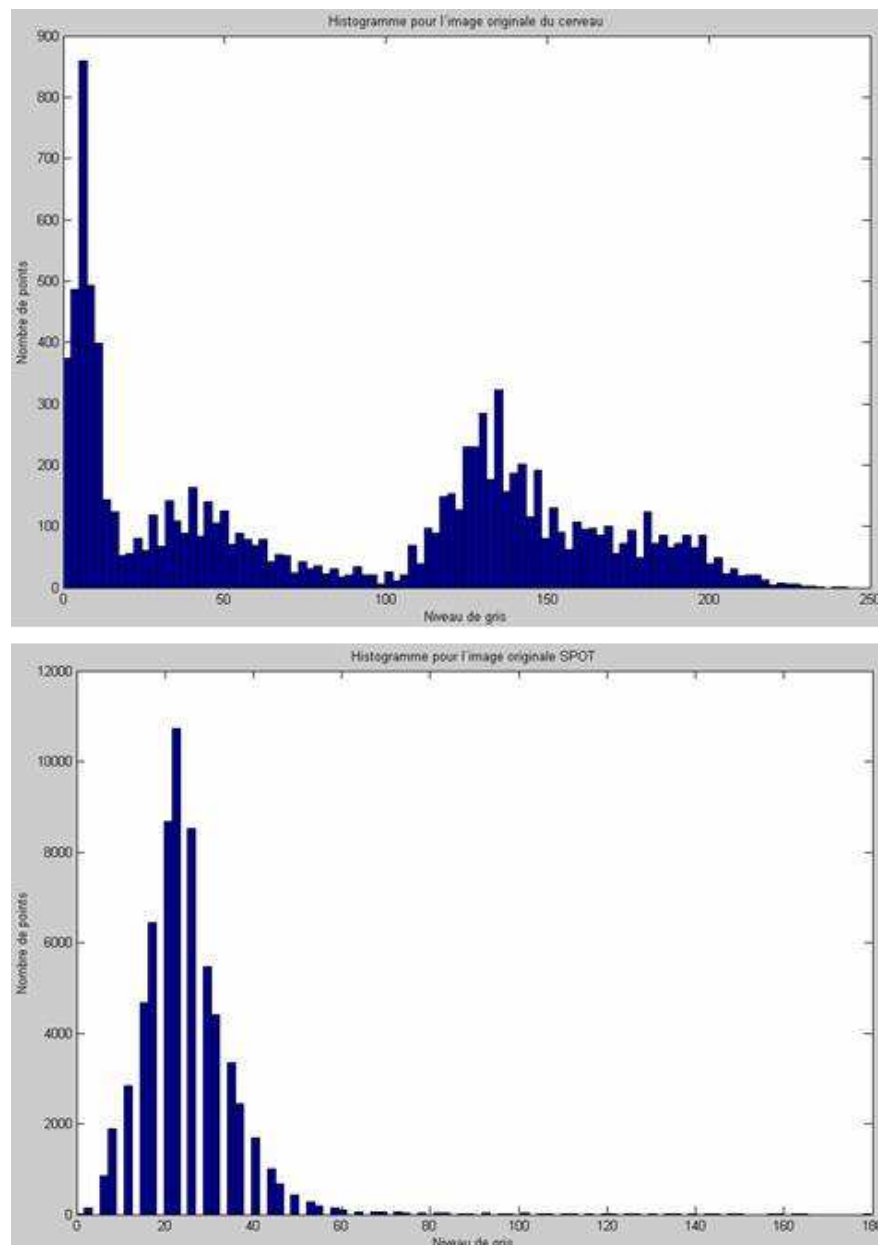 Histogramme pour l'image originale du cerveau
900
800
700
600
500
400
300
200
100
0
Nombre de points
0 50 100 150 200 250
Niveau de gris
Histogramme pour l'image originale SPOT
12000
10000
8000
6000
4000
2000
0
Nombre de points
0 20 40 60 80 100 120 140 160 180
Niveau de gris